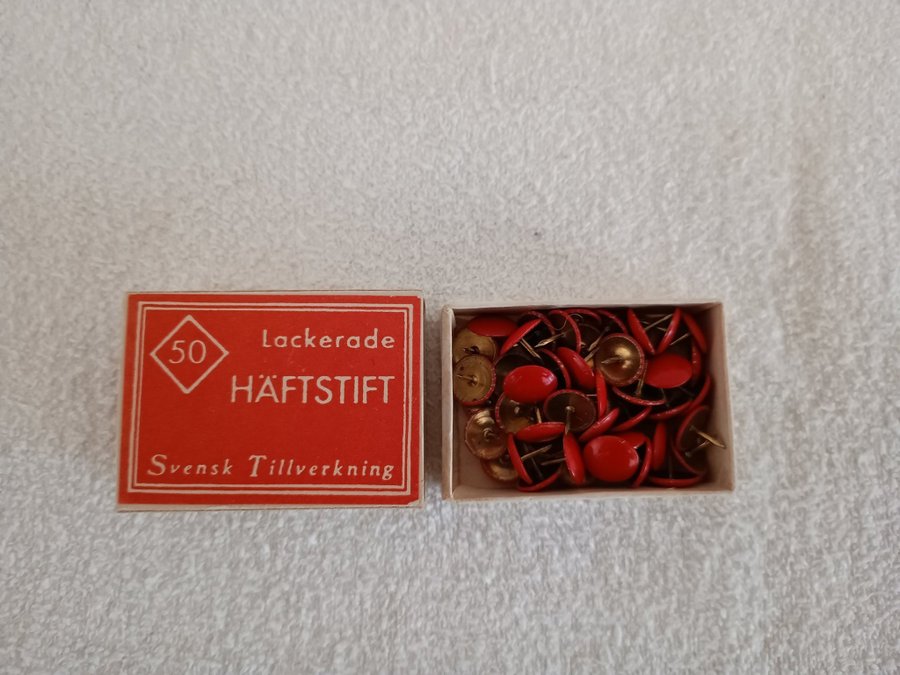 50
Lackerade
HÄFTSTIFT
Svensk Tillverkning